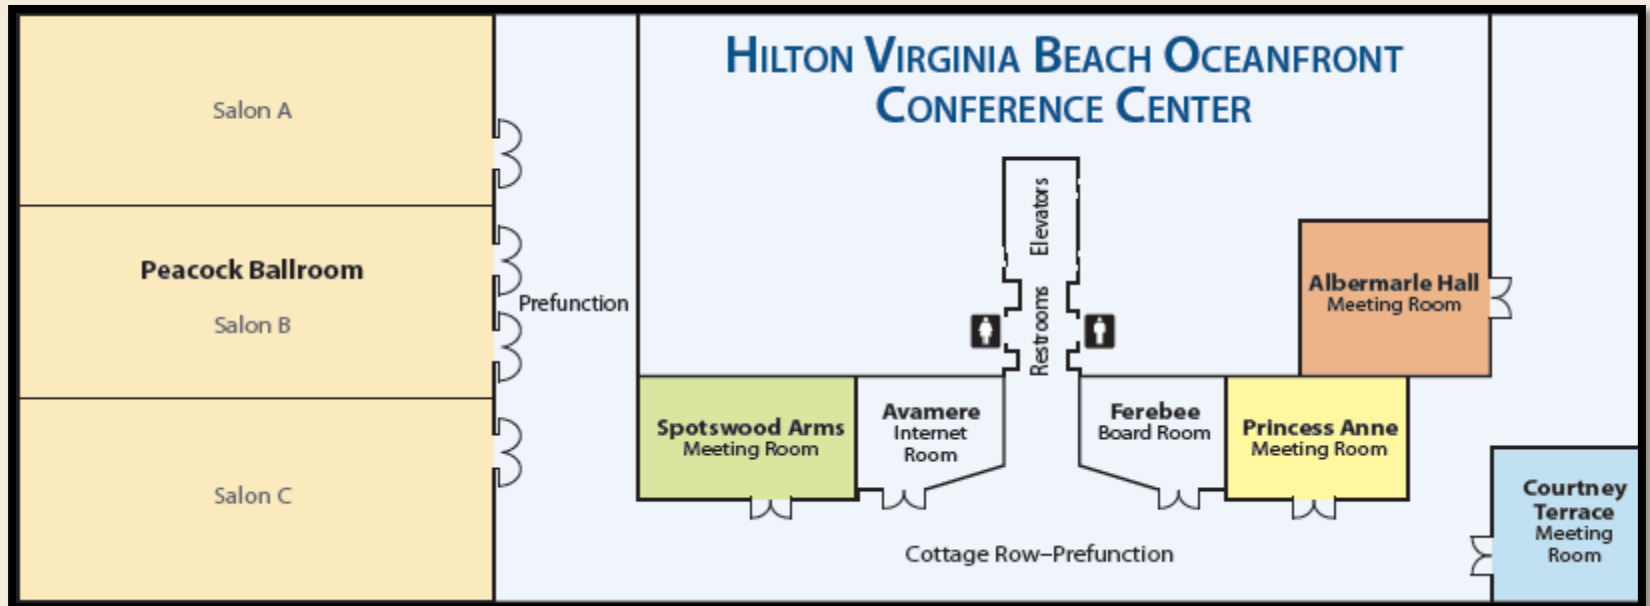 HILTON VIRGINIA BEACH OCEANFRONT
CONFERENCE CENTER
Salon A
Peacock Ballroom
Salon B
Salon C
Prefunction
Elevators
Restrooms
Albermarle Hall
Meeting Room
Spotswood Arms
Meeting Room
Avamere
Internet
Room
Ferebee
Board Room
Princess Anne
Meeting Room
Courtney
Terrace
Meeting
Room
Cottage Row–Prefunction